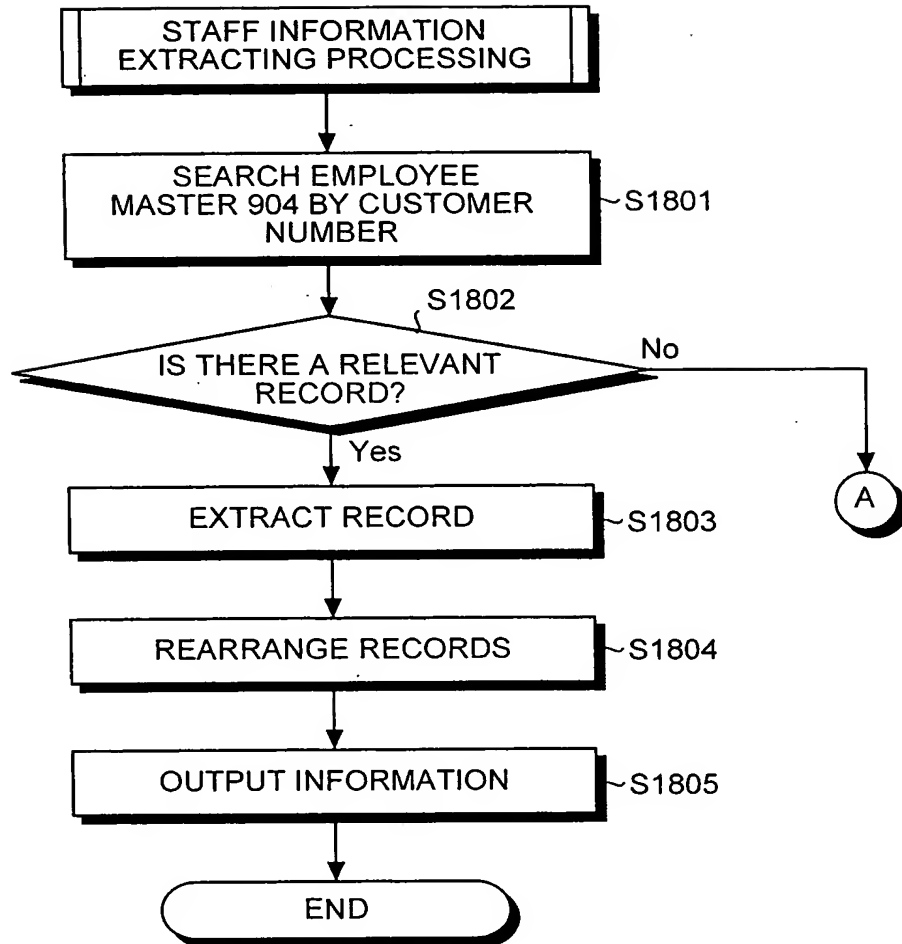 STAFF INFORMATION
EXTRACTING PROCESSING
SEARCH EMPLOYEE
MASTER 904 BY CUSTOMER
NUMBER
S1801
S1802
IS THERE A RELEVANT
RECORD?
No
Yes
A
EXTRACT RECORD
S1803
REARRANGE RECORDS
S1804
OUTPUT INFORMATION
S1805
END